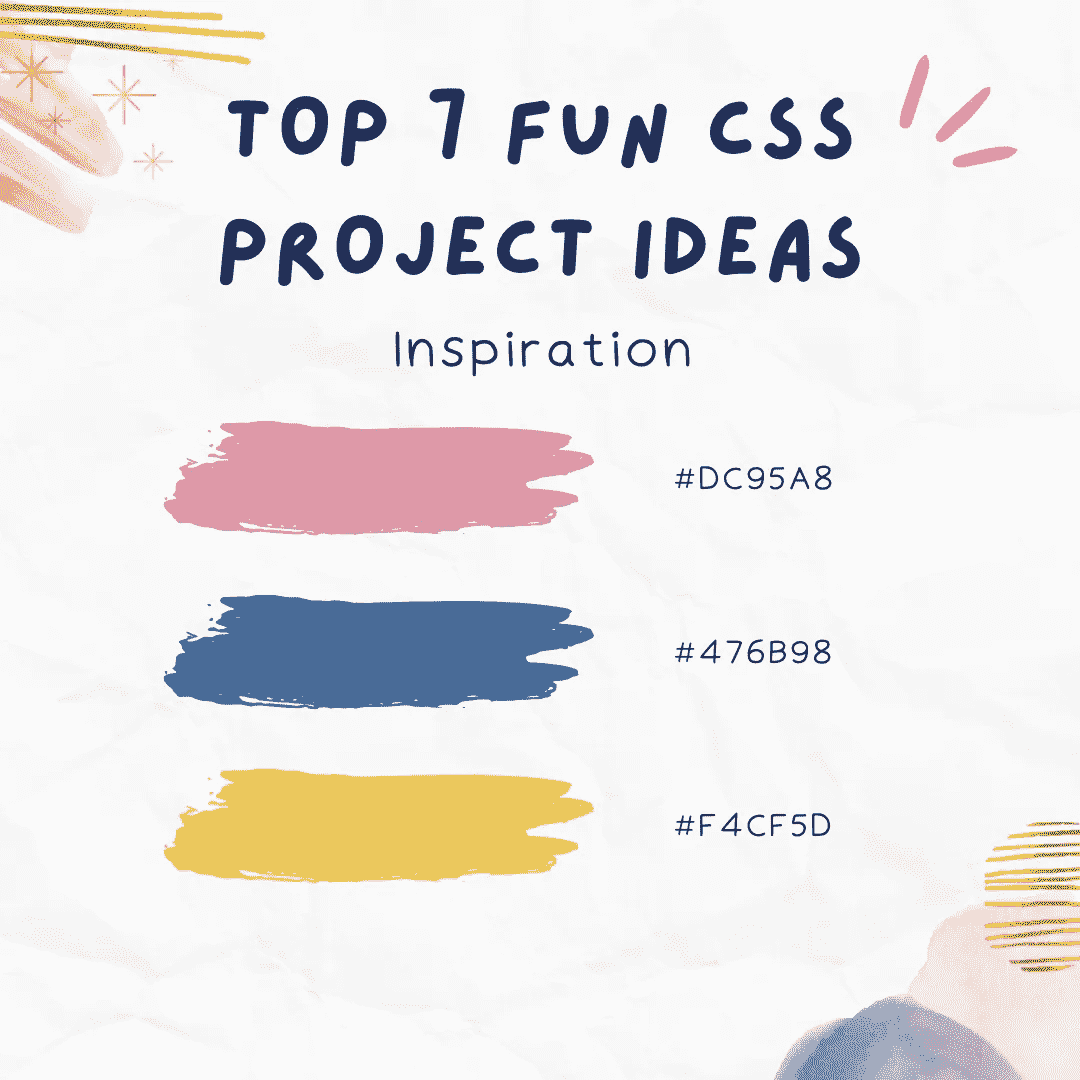 TOP 7 FUN CSS
PROJECT IDEAS
Inspiration
#DC95A8
#476B98
#F4CF5D